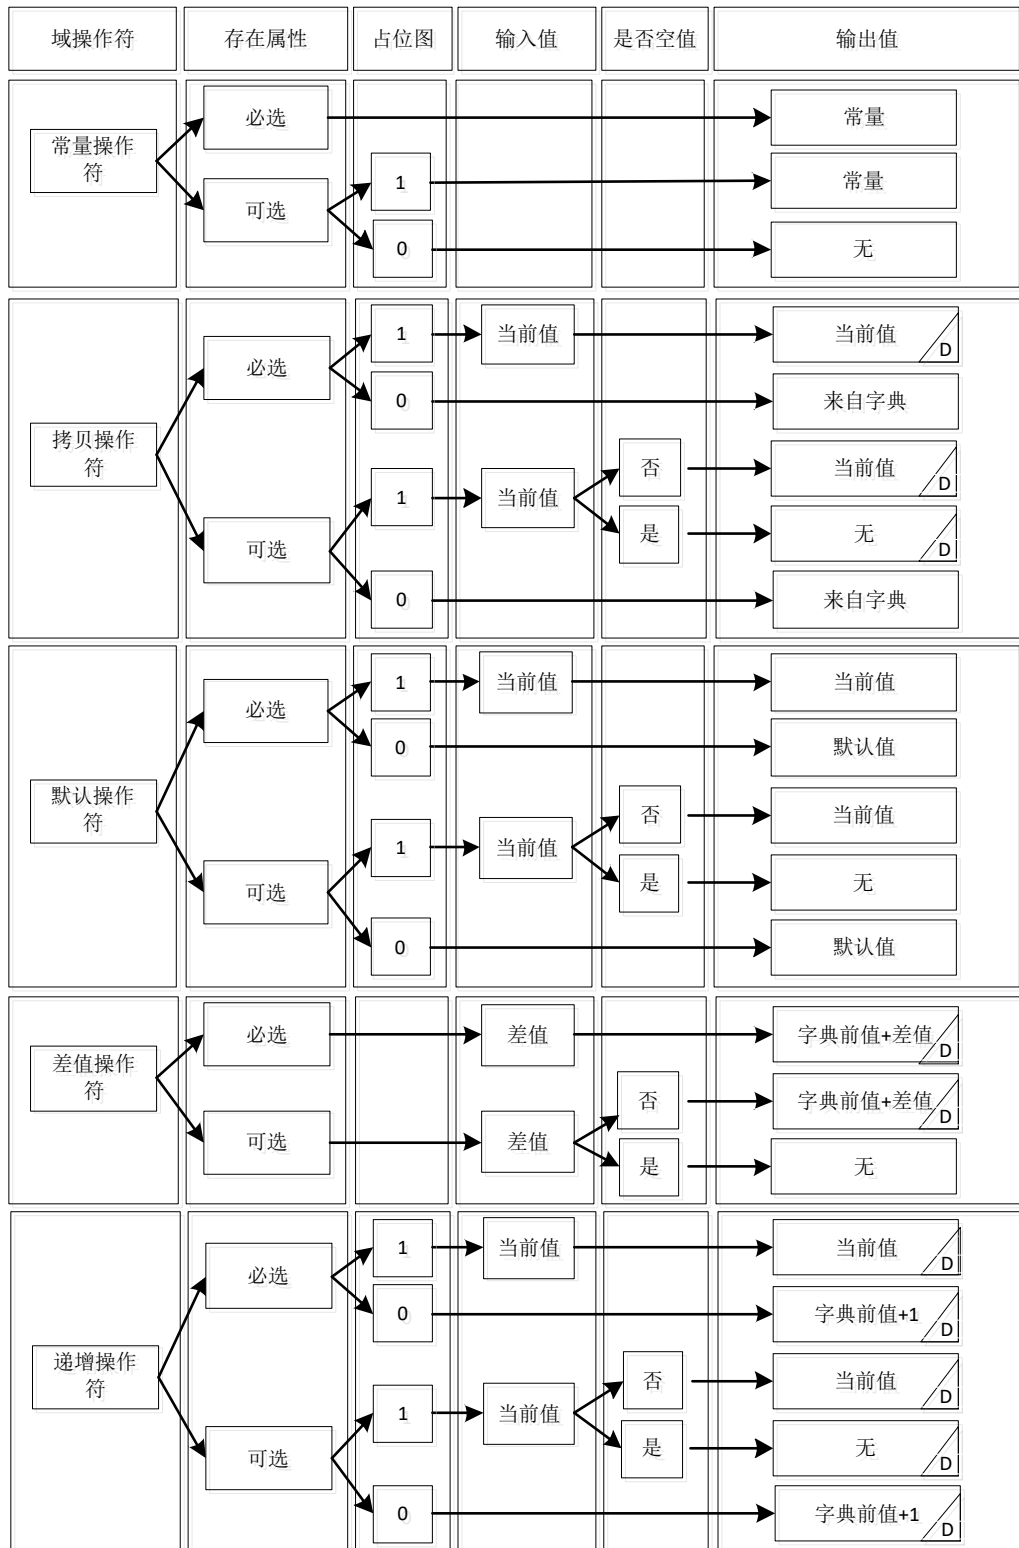 域操作符 存在属性 占位图 输入值 是否空值 输出值
必选 常量
常量操作
符
1 常量
可选
0 无
1 当前值 当前值 D
必选
0 来自字典
拷贝操作
符
否 当前值 D
1 当前值
是 无 D
可选
0 来自字典
1 当前值 当前值
必选
0 默认值
默认操作
符
否 当前值
1 当前值
是 无
可选
0 默认值
必选 差值 字典前值+差值 D
差值操作
符
否 字典前值+差值 D
可选 差值
是 无
1 当前值 当前值 D
必选
0 字典前值+1 D
递增操作
符
否 当前值 D
1 当前值
是 无 D
可选
0 字典前值+1 D